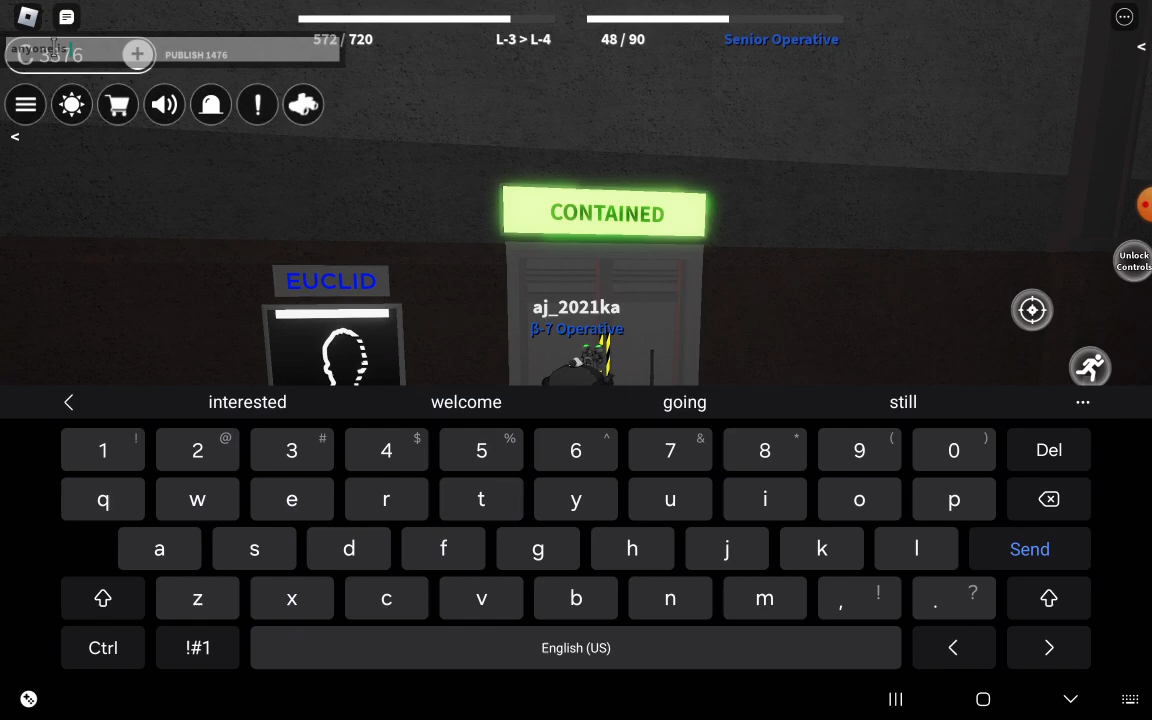 anyone is
C 3376
+
PUBLISH 1476
572 / 720
L-3 > L-4
48 / 90
Senior Operative
<
<
CONTAINED
EUCLID
aj_2021ka
β-7 Operative
Unlock
Controls
interested welcome going still ...
1 ! 2 @ 3 # 4 $ 5 % 6 ^ 7 & 8 * 9 ( 0 ) Del
q w e r t y u i o p
a s d f g h j k l Send
z x c v b n m , ! . ?
Ctrl !#1 English (US) < >